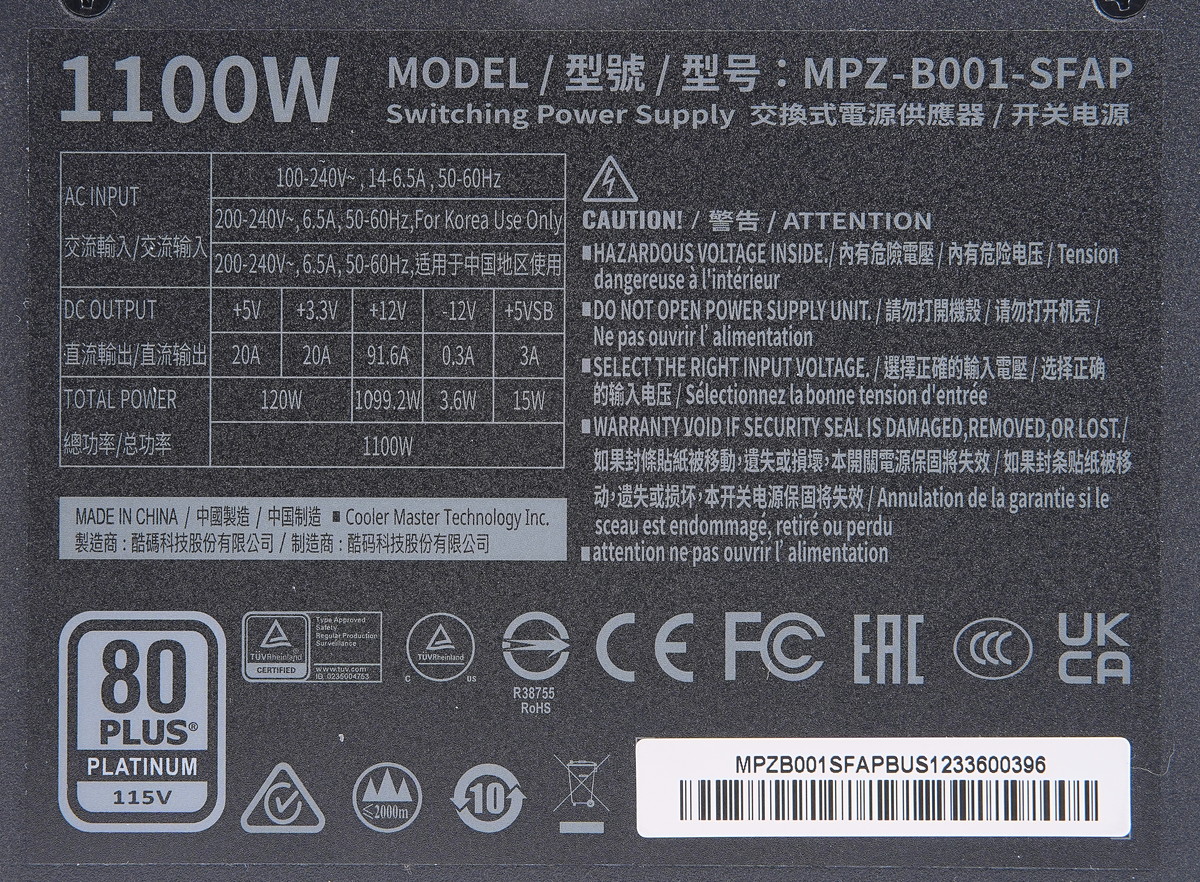 1100W
MODEL / 型號 / 型号：MPZ-B001-SFAP
Switching Power Supply 交換式電源供應器 / 开关电源
AC INPUT
交流輸入/交流输入
100-240V~ , 14-6.5A , 50-60Hz
200-240V~, 6.5A, 50-60Hz,For Korea Use Only
200-240V~, 6.5A, 50-60Hz,适用于中国地区使用
DC OUTPUT
直流輸出/直流输出
+5V +3.3V +12V -12V +5VSB
20A 20A 91.6A 0.3A 3A
TOTAL POWER
總功率/总功率
120W 1099.2W 3.6W 15W
1100W
MADE IN CHINA / 中國製造 / 中国制造 ■ Cooler Master Technology Inc.
製造商：酷碼科技股份有限公司 / 制造商：酷码科技股份有限公司
CAUTION! / 警告 / ATTENTION
■HAZARDOUS VOLTAGE INSIDE./ 內有危險電壓 / 内有危险电压 / Tension
dangereuse à l'intérieur
■DO NOT OPEN POWER SUPPLY UNIT. / 請勿打開機殼 / 请勿打开机壳 /
Ne pas ouvrir l' alimentation
■SELECT THE RIGHT INPUT VOLTAGE. / 選擇正確的輸入電壓 / 选择正确
的输入电压 / Sélectionnez la bonne tension d'entrée
■WARRANTY VOID IF SECURITY SEAL IS DAMAGED,REMOVED,OR LOST./
如果封條貼紙被移動，遺失或損壞，本開關電源保固將失效 / 如果封条贴纸被移
动，遗失或损坏，本开关电源保固将失效 / Annulation de la garantie si le
sceau est endommagé, retiré ou perdu
■attention ne pas ouvrir l' alimentation
80
PLUS®
PLATINUM
115V
TÜVRheinland
CERTIFIED
Type Approved
Safety
Regular Production
Surveillance
www.tuv.com
ID 0235004753
TÜVRheinland
C US
R38755
RoHS
CE FC EAC CCC UK
CA
≤2000m
10
MPZB001SFAPBUS1233600396